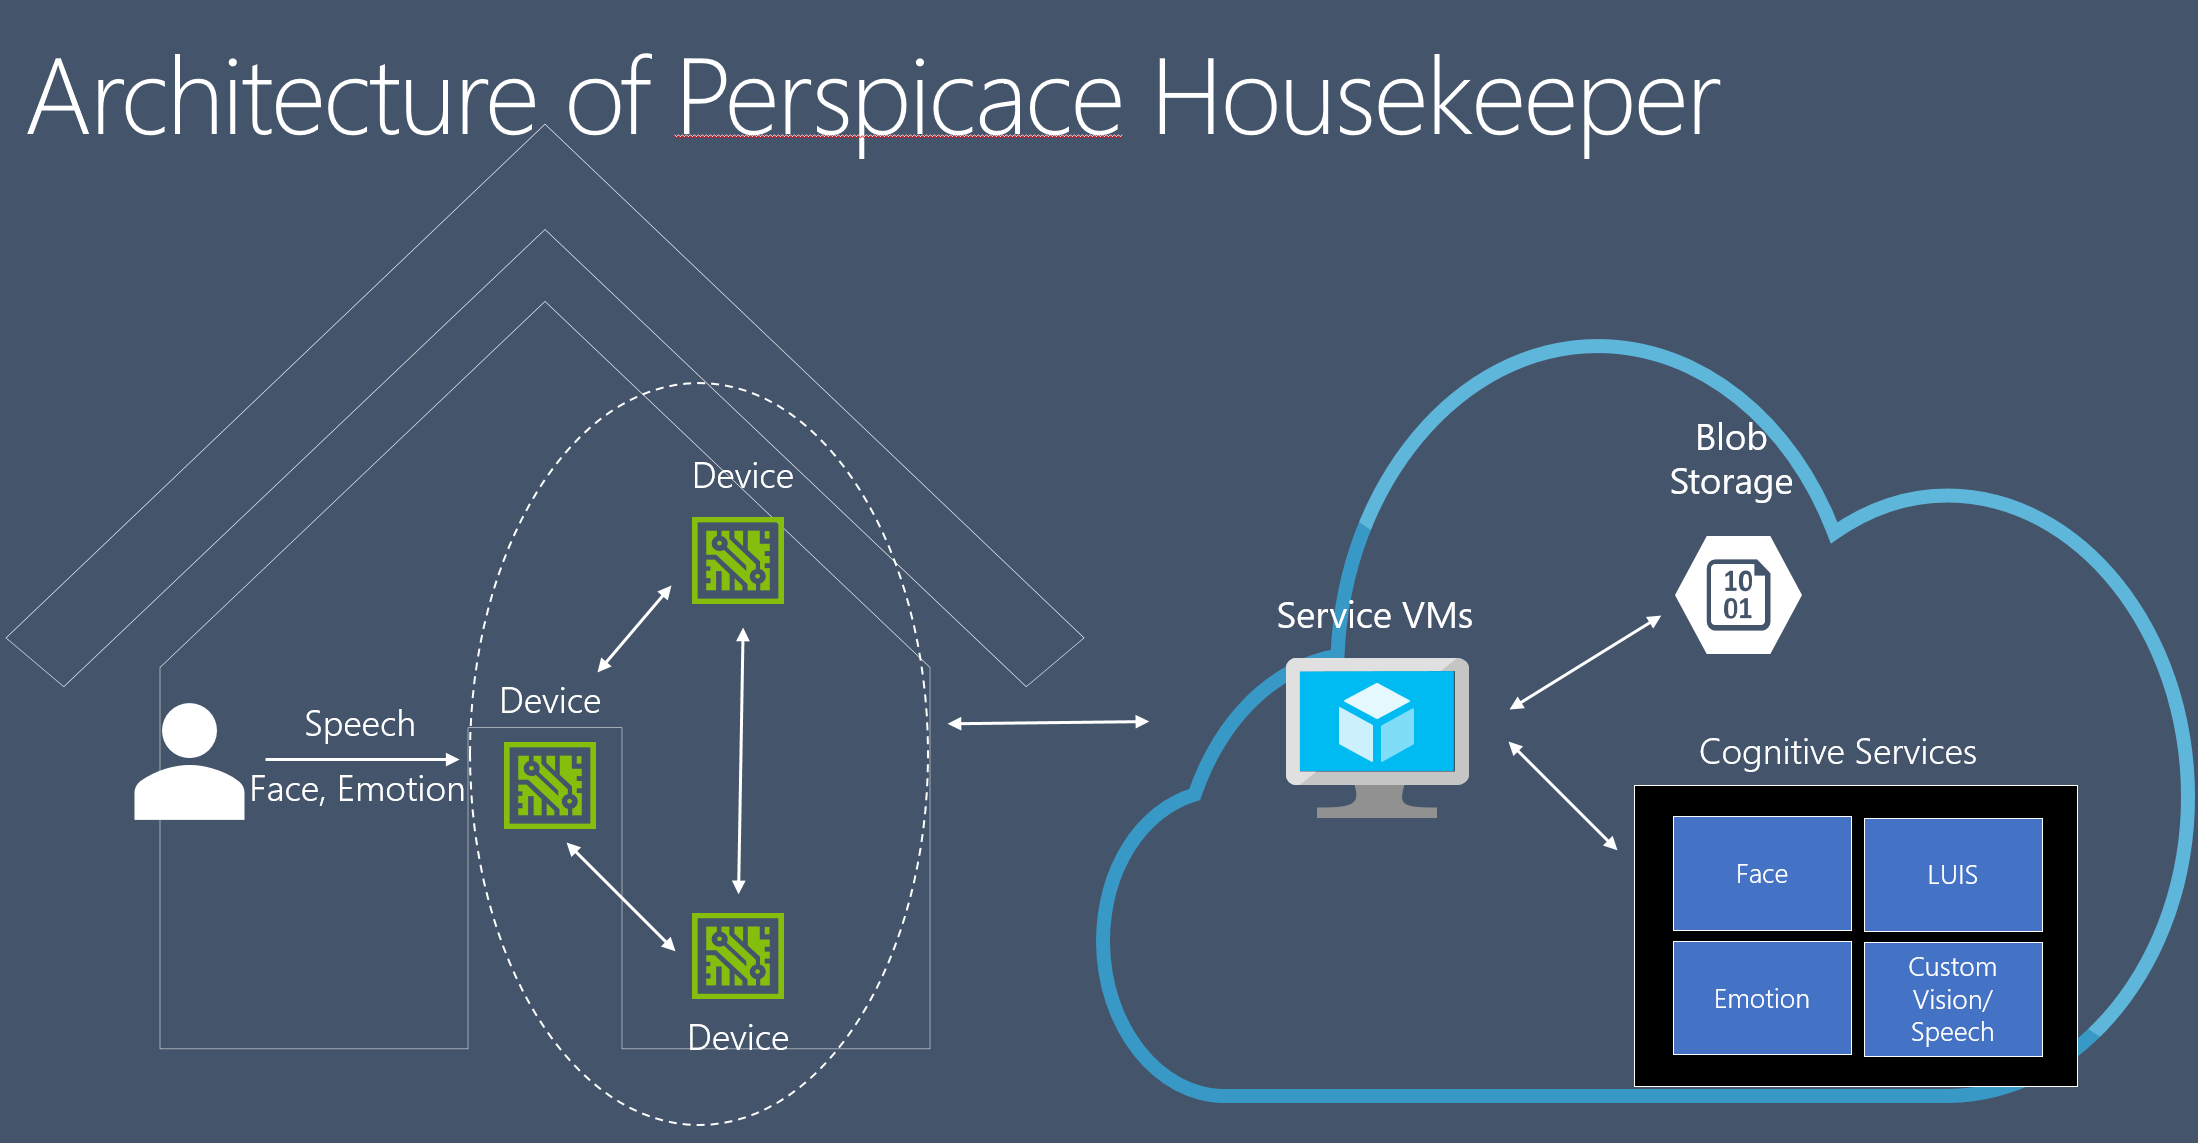 Architecture of Perspicace Housekeeper
Device
Device
Speech
Face, Emotion
Device
Blob
Storage
Service VMs
10
01
Cognitive Services
Face
LUIS
Emotion
Custom
Vision/
Speech